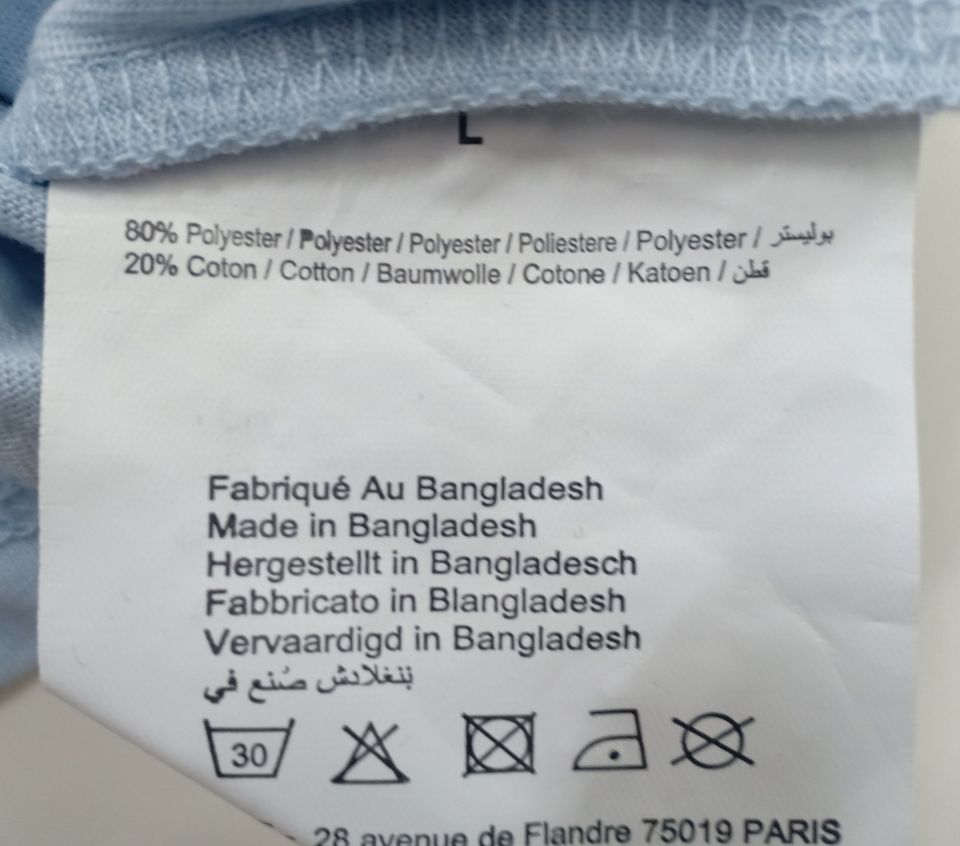 L
80% Polyester / Polyester / Polyester / Poliestere / Polyester / بوليستر
20% Coton / Cotton / Baumwolle / Cotone / Katoen / قطن
Fabriqué Au Bangladesh
Made in Bangladesh
Hergestellt in Bangladesch
Fabbricato in Blangladesh
Vervaardigd in Bangladesh
بَنغلادش صُنع في
30
28 avenue de Flandre 75019 PARIS